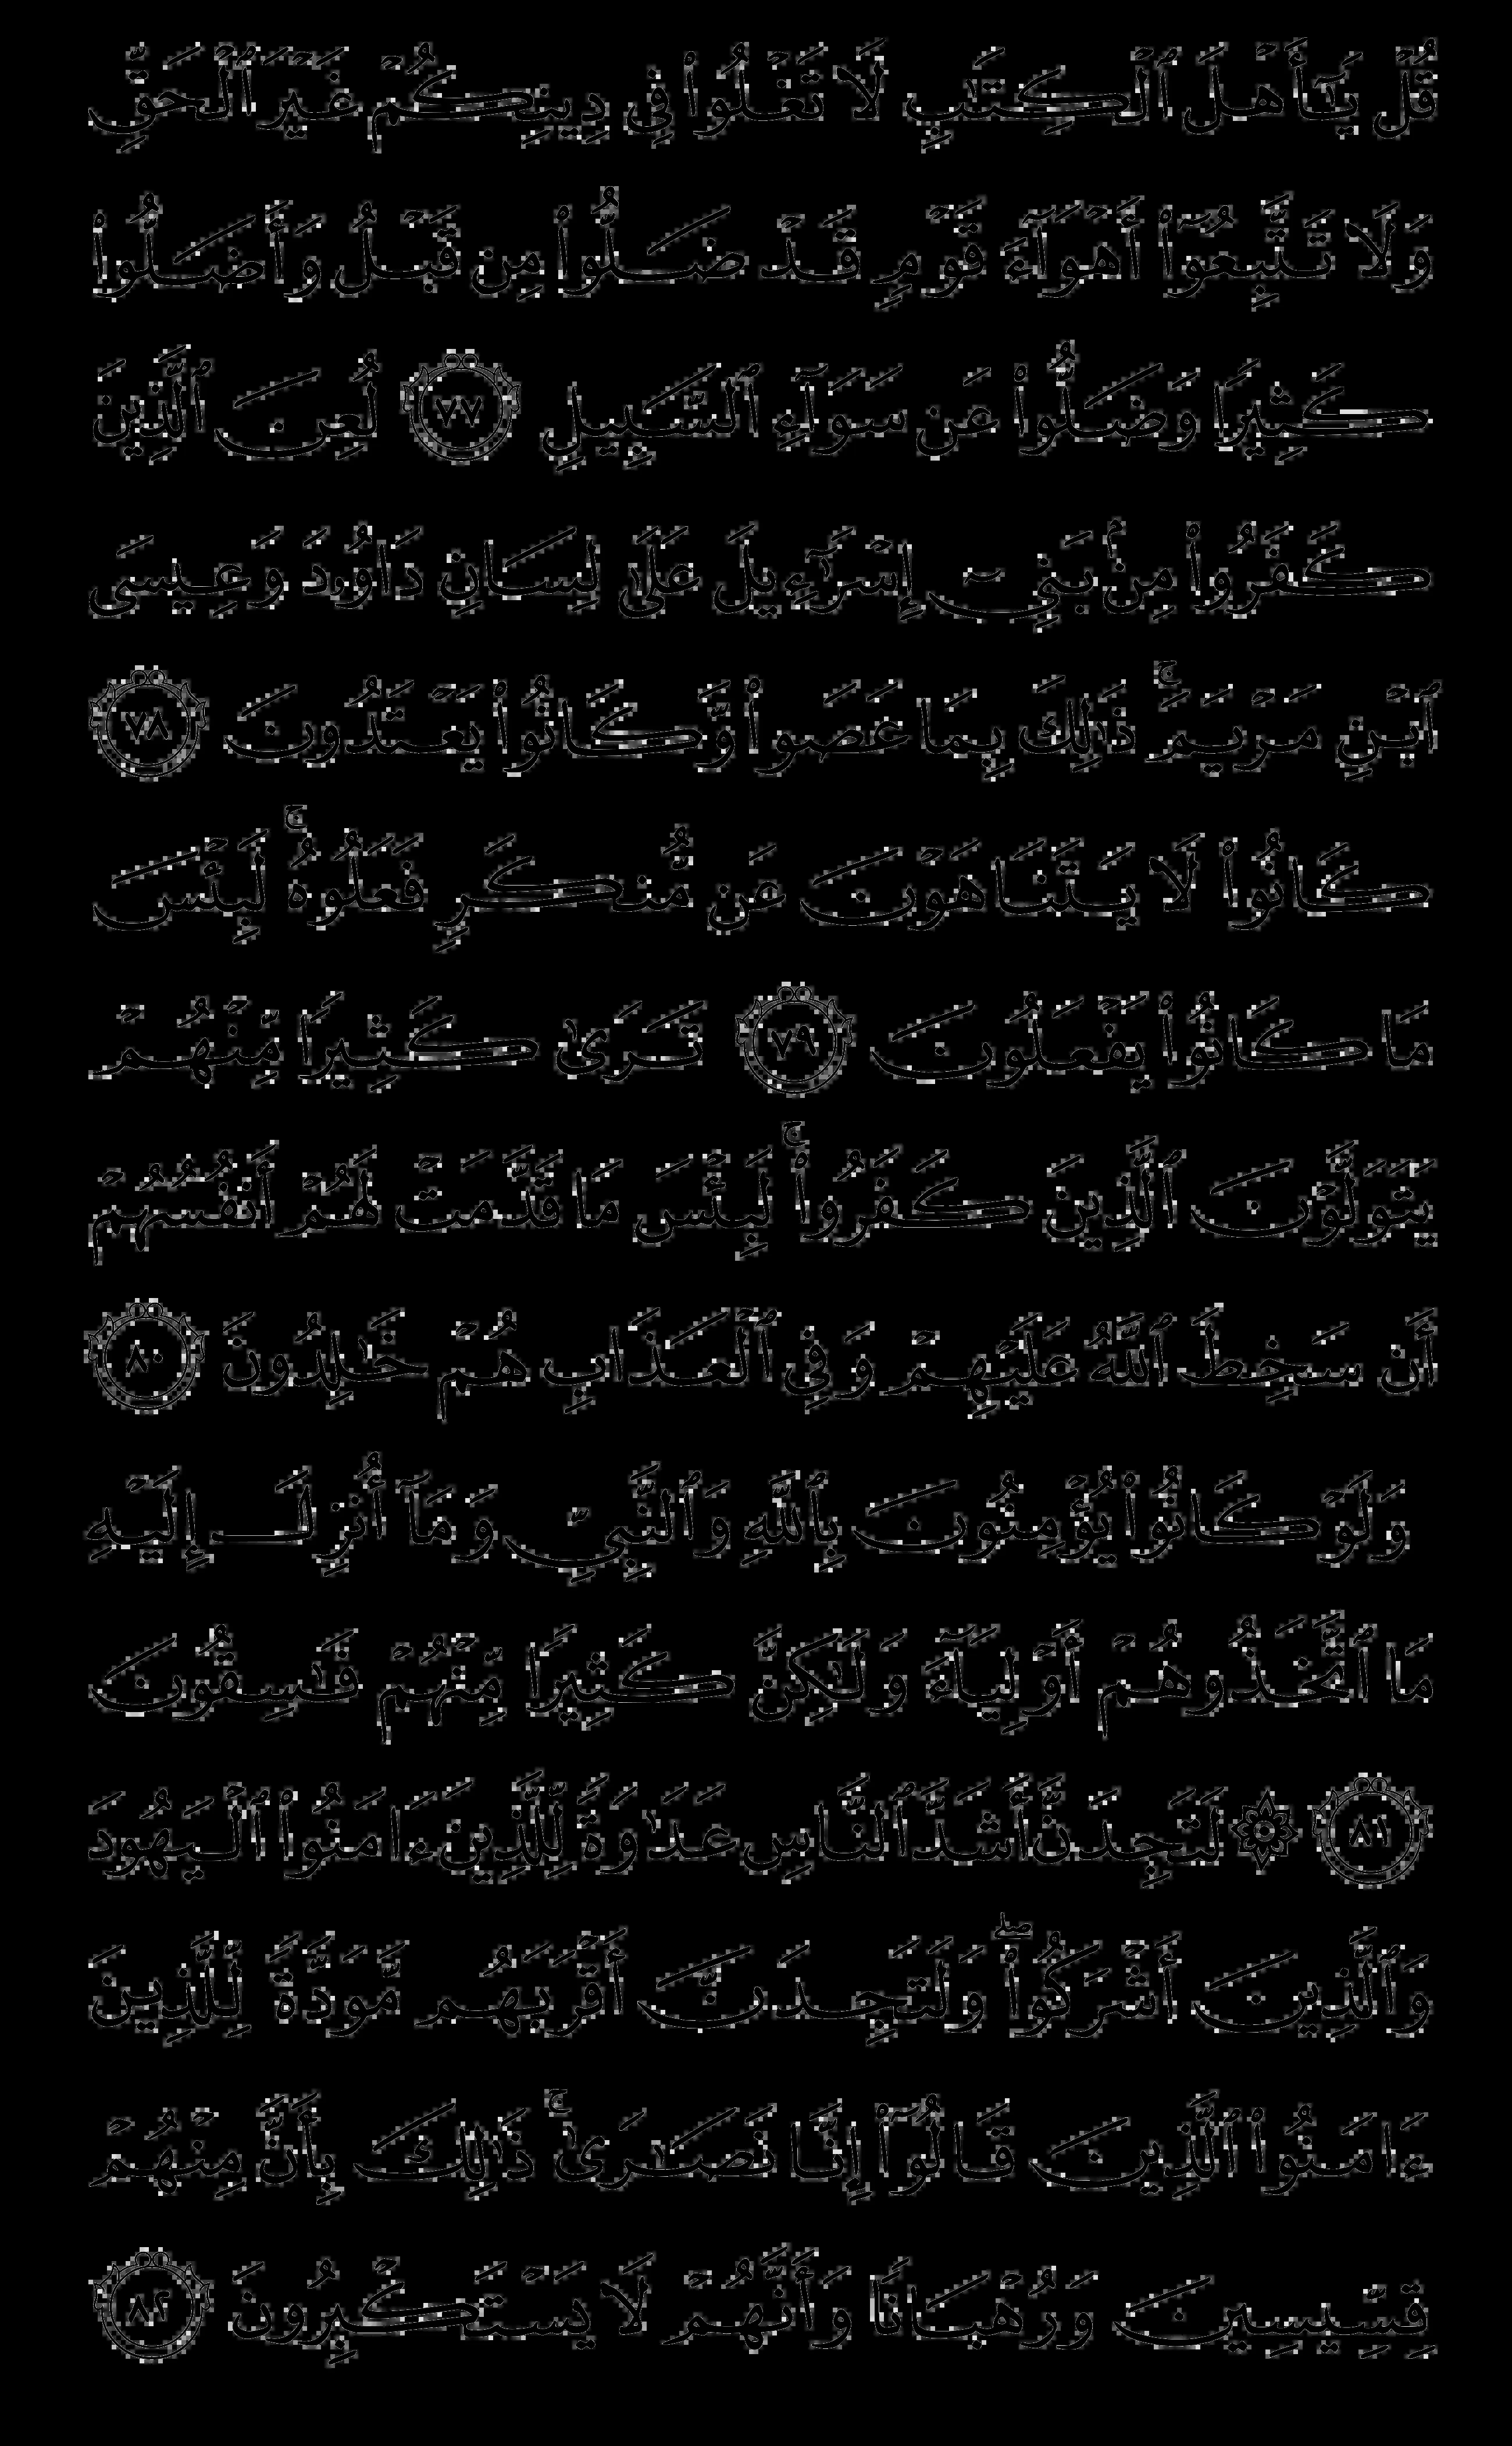 قُلْ يَـٰٓأَهْلَ ٱلْكِتَـٰبِ لَا تَغْلُوا۟ فِى دِينِكُمْ غَيْرَ ٱلْحَقِّ
وَلَا تَتَّبِعُوٓا۟ أَهْوَآءَ قَوْمٍ قَدْ ضَلُّوا۟ مِن قَبْلُ وَأَضَلُّوا۟
كَثِيرًا وَضَلُّوا۟ عَن سَوَآءِ ٱلسَّبِيلِ ٧٧ لُعِنَ ٱلَّذِينَ
كَفَرُوا۟ مِنۢ بَنِىٓ إِسْرَٰٓءِيلَ عَلَىٰ لِسَانِ دَاوُۥدَ وَعِيسَى
ٱبْنِ مَرْيَمَ ۚ ذَٰلِكَ بِمَا عَصَوا۟ وَّكَانُوا۟ يَعْتَدُونَ ٧٨
كَانُوا۟ لَا يَتَنَاهَوْنَ عَن مُّنكَرٍ فَعَلُوهُ ۚ لَبِئْسَ
مَا كَانُوا۟ يَفْعَلُونَ ٧٩ تَرَىٰ كَثِيرًا مِّنْهُمْ
يَتَوَلَّوْنَ ٱلَّذِينَ كَفَرُوا۟ ۚ لَبِئْسَ مَا قَدَّمَتْ لَهُمْ أَنفُسُهُمْ
أَن سَخِطَ ٱللَّهُ عَلَيْهِمْ وَفِى ٱلْعَذَابِ هُمْ خَـٰلِدُونَ ٨٠
وَلَوْ كَانُوا۟ يُؤْمِنُونَ بِٱللَّهِ وَٱلنَّبِىِّ وَمَآ أُنزِلَ إِلَيْهِ
مَا ٱتَّخَذُوهُمْ أَوْلِيَآءَ وَلَـٰكِنَّ كَثِيرًا مِّنْهُمْ فَـٰسِقُونَ
٨١ ۞ لَتَجِدَنَّ أَشَدَّ ٱلنَّاسِ عَدَٰوَةً لِّلَّذِينَ ءَامَنُوا۟ ٱلْيَهُودَ
وَٱلَّذِينَ أَشْرَكُوا۟ ۖ وَلَتَجِدَنَّ أَقْرَبَهُم مَّوَدَّةً لِّلَّذِينَ
ءَامَنُوا۟ ٱلَّذِينَ قَالُوٓا۟ إِنَّا نَصَـٰرَىٰ ۚ ذَٰلِكَ بِأَنَّ مِنْهُمْ
قِسِّيسِينَ وَرُهْبَانًا وَأَنَّهُمْ لَا يَسْتَكْبِرُونَ ٨٢